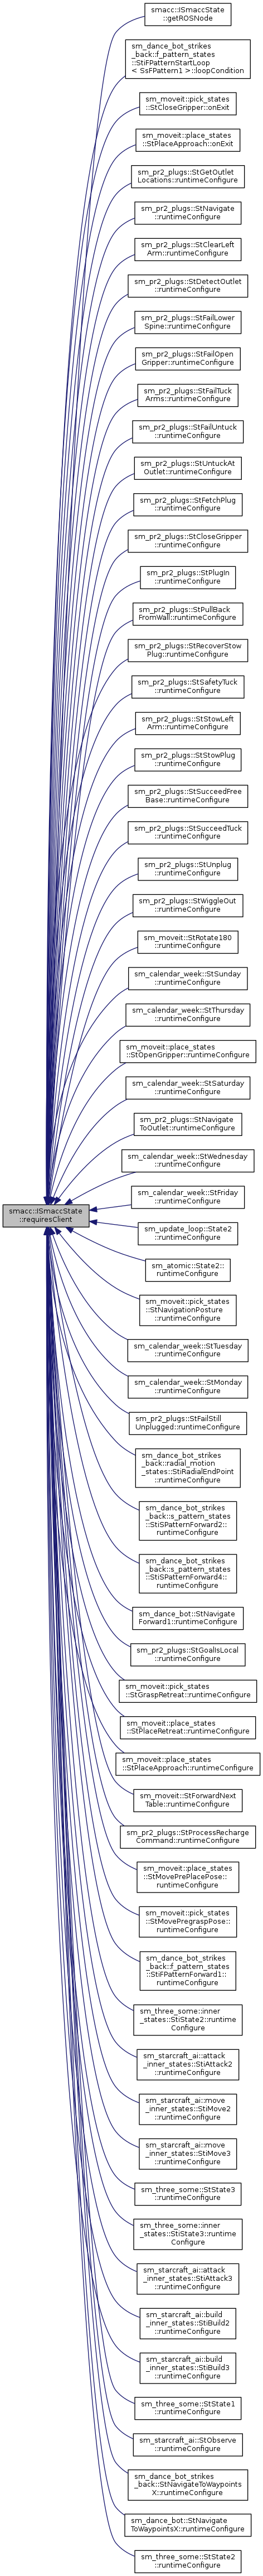 smacc::ISmaccState
::getROSNode
sm_dance_bot_strikes
_back::f_pattern_states
::StiFPatternStartLoop
< SsFPattern1 >::loopCondition
sm_moveit::pick_states
::StCloseGripper::onExit
sm_moveit::place_states
::StPlaceApproach::onExit
sm_pr2_plugs::StGetOutlet
Locations::runtimeConfigure
sm_pr2_plugs::StNavigate
::runtimeConfigure
sm_pr2_plugs::StClearLeft
Arm::runtimeConfigure
sm_pr2_plugs::StDetectOutlet
::runtimeConfigure
sm_pr2_plugs::StFailLower
Spine::runtimeConfigure
sm_pr2_plugs::StFailOpen
Gripper::runtimeConfigure
sm_pr2_plugs::StFailTuck
Arms::runtimeConfigure
sm_pr2_plugs::StFailUntuck
::runtimeConfigure
sm_pr2_plugs::StUntuckAt
Outlet::runtimeConfigure
sm_pr2_plugs::StFetchPlug
::runtimeConfigure
sm_pr2_plugs::StCloseGripper
::runtimeConfigure
sm_pr2_plugs::StPlugIn
::runtimeConfigure
sm_pr2_plugs::StPullBack
FromWall::runtimeConfigure
sm_pr2_plugs::StRecoverStow
Plug::runtimeConfigure
sm_pr2_plugs::StSafetyTuck
::runtimeConfigure
sm_pr2_plugs::StStowLeft
Arm::runtimeConfigure
sm_pr2_plugs::StStowPlug
::runtimeConfigure
sm_pr2_plugs::StSucceedFree
Base::runtimeConfigure
sm_pr2_plugs::StSucceedTuck
::runtimeConfigure
sm_pr2_plugs::StUnplug
::runtimeConfigure
sm_pr2_plugs::StWiggleOut
::runtimeConfigure
sm_moveit::StRotate180
::runtimeConfigure
sm_calendar_week::StSunday
::runtimeConfigure
sm_calendar_week::StThursday
::runtimeConfigure
sm_moveit::place_states
::StOpenGripper::runtimeConfigure
sm_calendar_week::StSaturday
::runtimeConfigure
sm_pr2_plugs::StNavigate
ToOutlet::runtimeConfigure
sm_calendar_week::StWednesday
::runtimeConfigure
sm_calendar_week::StFriday
::runtimeConfigure
smacc::ISmaccState
::requiresClient
sm_update_loop::State2
::runtimeConfigure
sm_atomic::State2::
runtimeConfigure
sm_moveit::pick_states
::StNavigationPosture
::runtimeConfigure
sm_calendar_week::StTuesday
::runtimeConfigure
sm_calendar_week::StMonday
::runtimeConfigure
sm_pr2_plugs::StFailStill
Unplugged::runtimeConfigure
sm_dance_bot_strikes
_back::radial_motion
_states::StiRadialEndPoint
::runtimeConfigure
sm_dance_bot_strikes
_back::s_pattern_states
::StiSPatternForward2::
runtimeConfigure
sm_dance_bot_strikes
_back::s_pattern_states
::StiSPatternForward4::
runtimeConfigure
sm_dance_bot::StNavigate
Forward1::runtimeConfigure
sm_pr2_plugs::StGoalIsLocal
::runtimeConfigure
sm_moveit::pick_states
::StGraspRetreat::runtimeConfigure
sm_moveit::place_states
::StPlaceRetreat::runtimeConfigure
sm_moveit::place_states
::StPlaceApproach::runtimeConfigure
sm_moveit::StForwardNext
Table::runtimeConfigure
sm_pr2_plugs::StProcessRecharge
Command::runtimeConfigure
sm_moveit::place_states
::StMovePrePlacePose::
runtimeConfigure
sm_moveit::pick_states
::StMovePregraspPose::
runtimeConfigure
sm_dance_bot_strikes
_back::f_pattern_states
::StiFPatternForward1::
runtimeConfigure
sm_three_some::inner
_states::StiState2::runtime
Configure
sm_starcraft_ai::attack
_inner_states::StiAttack2
::runtimeConfigure
sm_starcraft_ai::move
_inner_states::StiMove2
::runtimeConfigure
sm_starcraft_ai::move
_inner_states::StiMove3
::runtimeConfigure
sm_three_some::StState3
::runtimeConfigure
sm_three_some::inner
_states::StiState3::runtime
Configure
sm_starcraft_ai::attack
_inner_states::StiAttack3
::runtimeConfigure
sm_starcraft_ai::build
_inner_states::StiBuild2
::runtimeConfigure
sm_starcraft_ai::build
_inner_states::StiBuild3
::runtimeConfigure
sm_three_some::StState1
::runtimeConfigure
sm_starcraft_ai::StObserve
::runtimeConfigure
sm_dance_bot_strikes
_back::StNavigateToWaypoints
X::runtimeConfigure
sm_dance_bot::StNavigate
ToWaypointsX::runtimeConfigure
sm_three_some::StState2
::runtimeConfigure